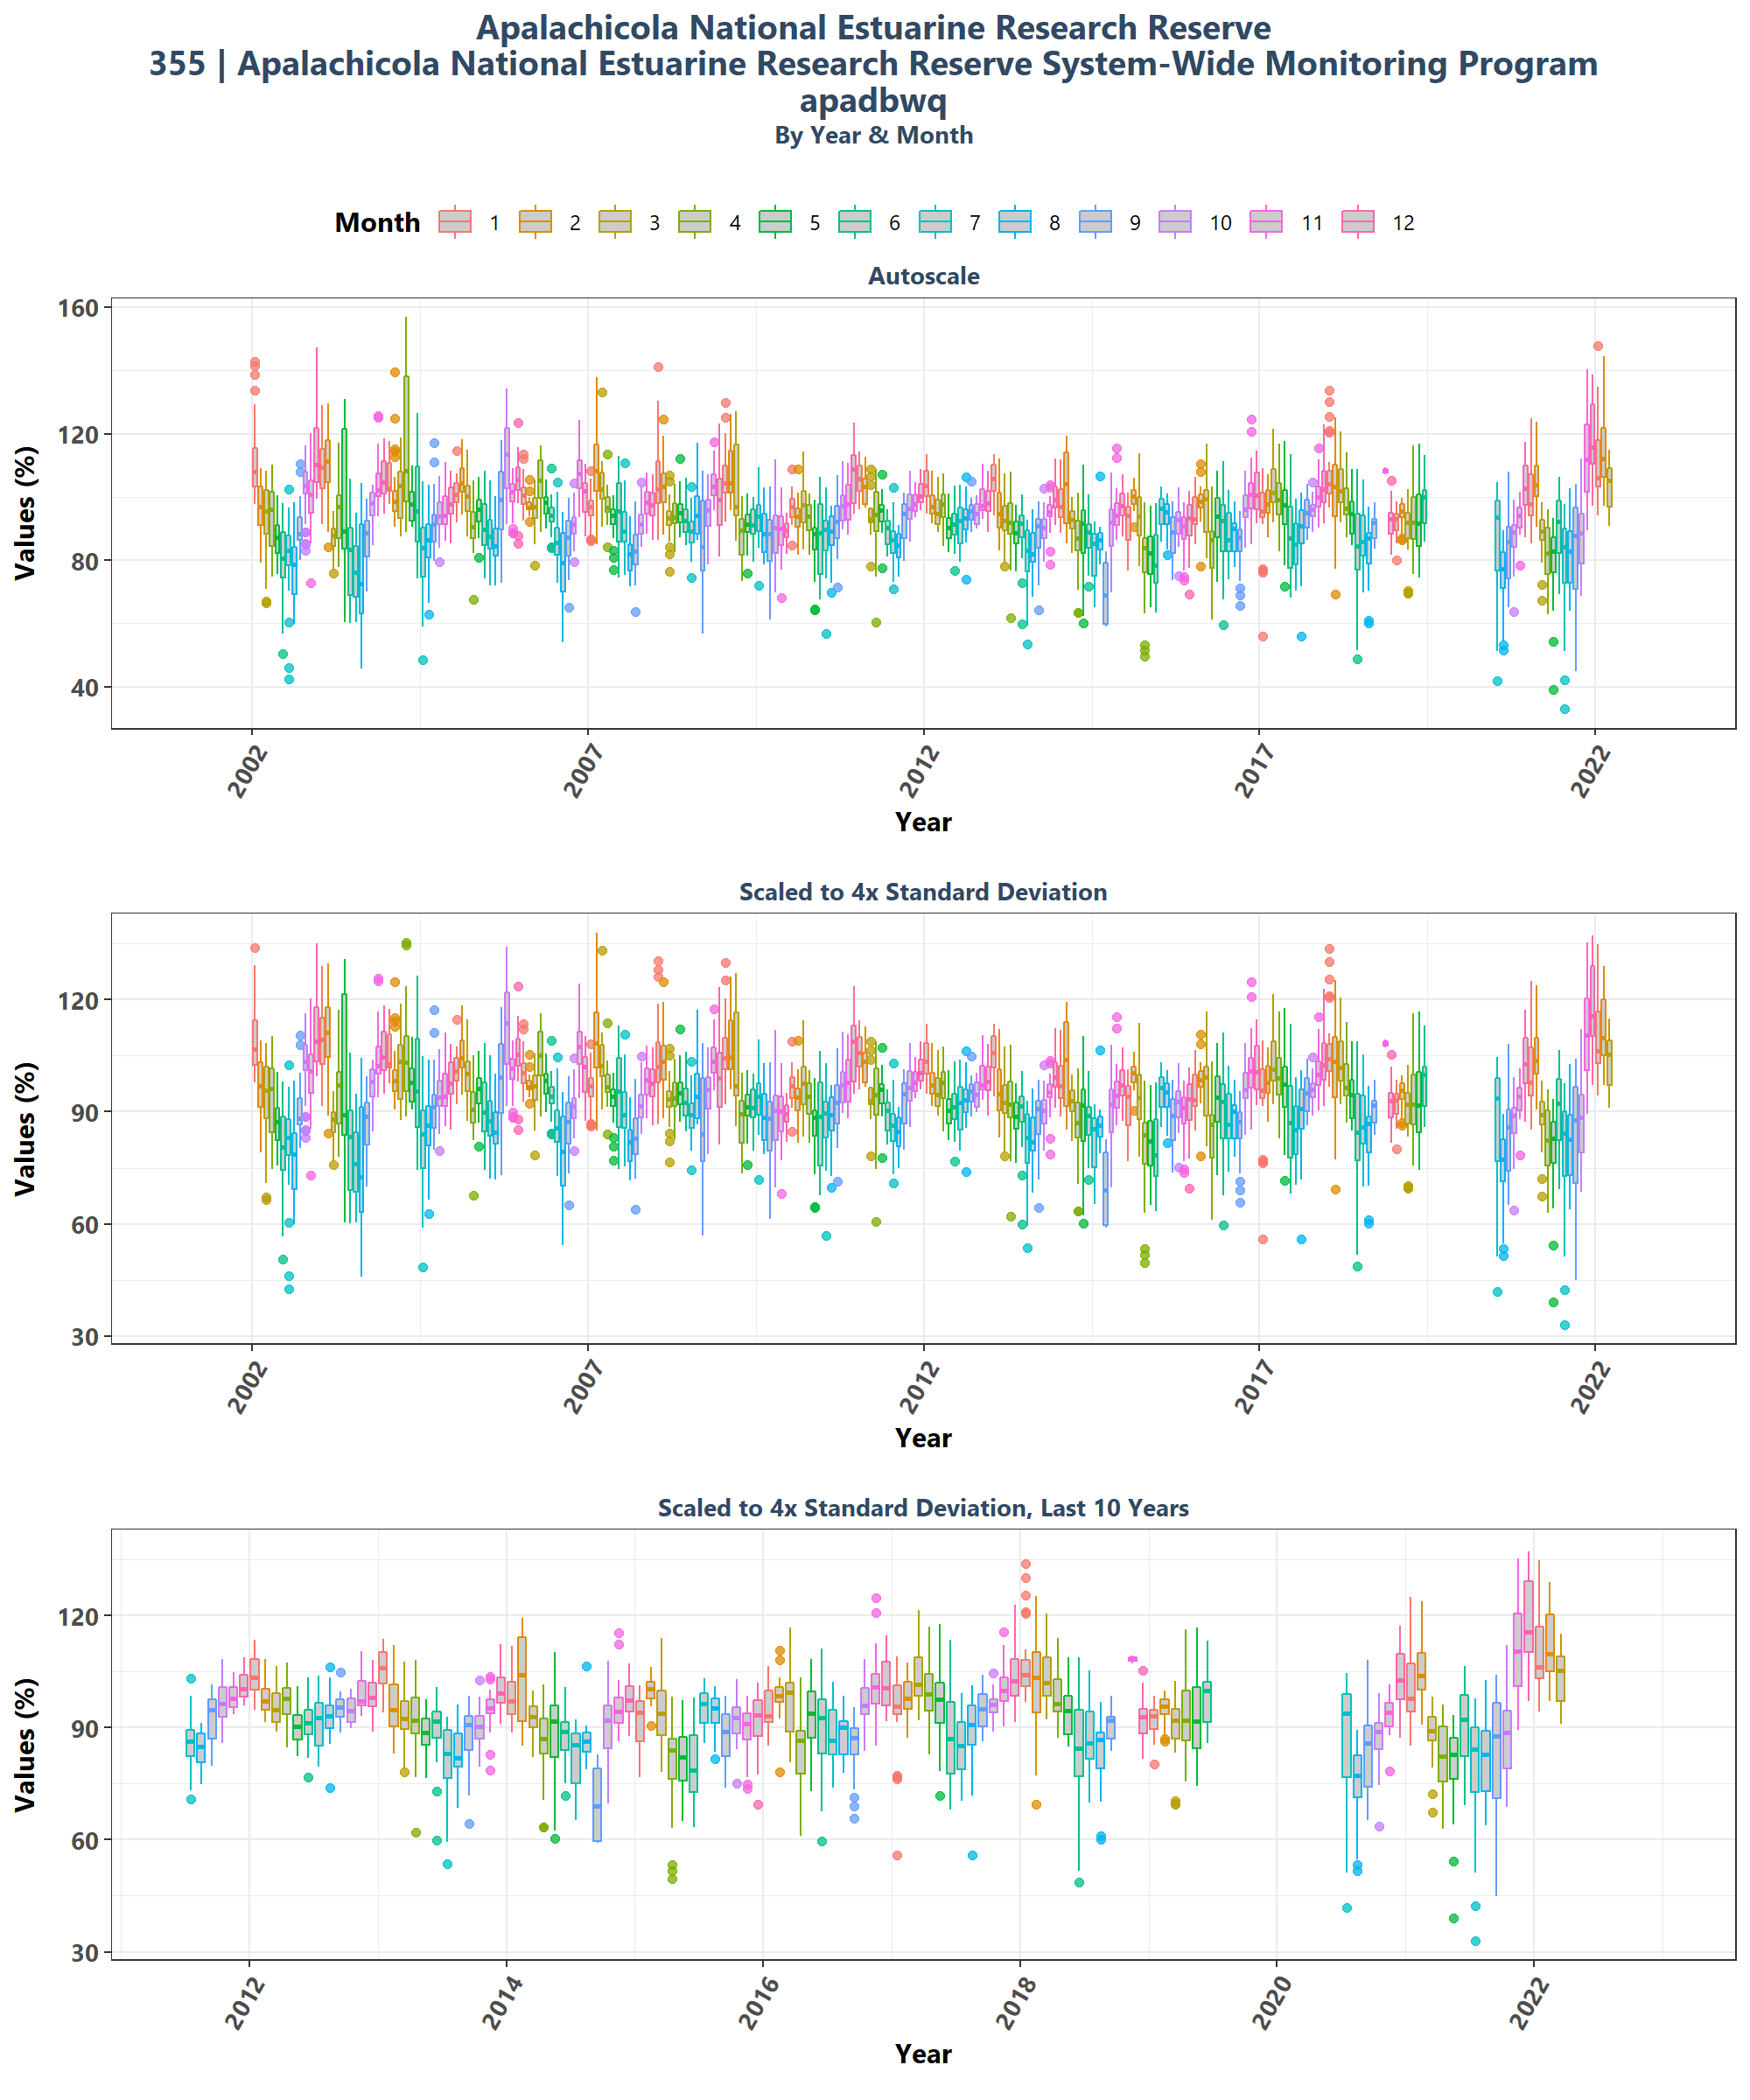 Apalachicola National Estuarine Research Reserve
355 | Apalachicola National Estuarine Research Reserve System-Wide Monitoring Program
apadbwq
By Year & Month
Month 1 2 3 4 5 6 7 8 9 10 11 12
Autoscale
Values (%)
160
120
80
40
2002 2007 2012 2017 2022
Year
Scaled to 4x Standard Deviation
Values (%)
120
90
60
30
2002 2007 2012 2017 2022
Year
Scaled to 4x Standard Deviation, Last 10 Years
Values (%)
120
90
60
30
2012 2014 2016 2018 2020 2022
Year